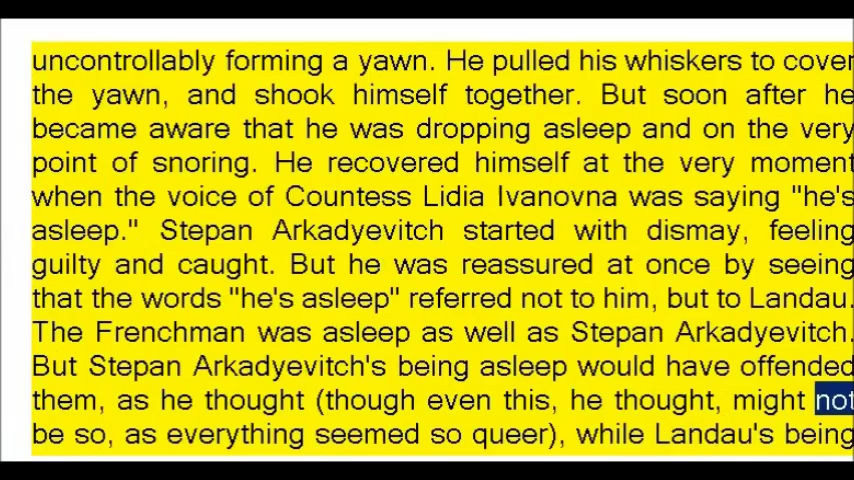 uncontrollably forming a yawn. He pulled his whiskers to cover
the yawn, and shook himself together. But soon after he
became aware that he was dropping asleep and on the very
point of snoring. He recovered himself at the very moment
when the voice of Countess Lidia Ivanovna was saying "he's
asleep." Stepan Arkadyevitch started with dismay, feeling
guilty and caught. But he was reassured at once by seeing
that the words "he's asleep" referred not to him, but to Landau.
The Frenchman was asleep as well as Stepan Arkadyevitch.
But Stepan Arkadyevitch's being asleep would have offended
them, as he thought (though even this, he thought, might not
be so, as everything seemed so queer), while Landau's being